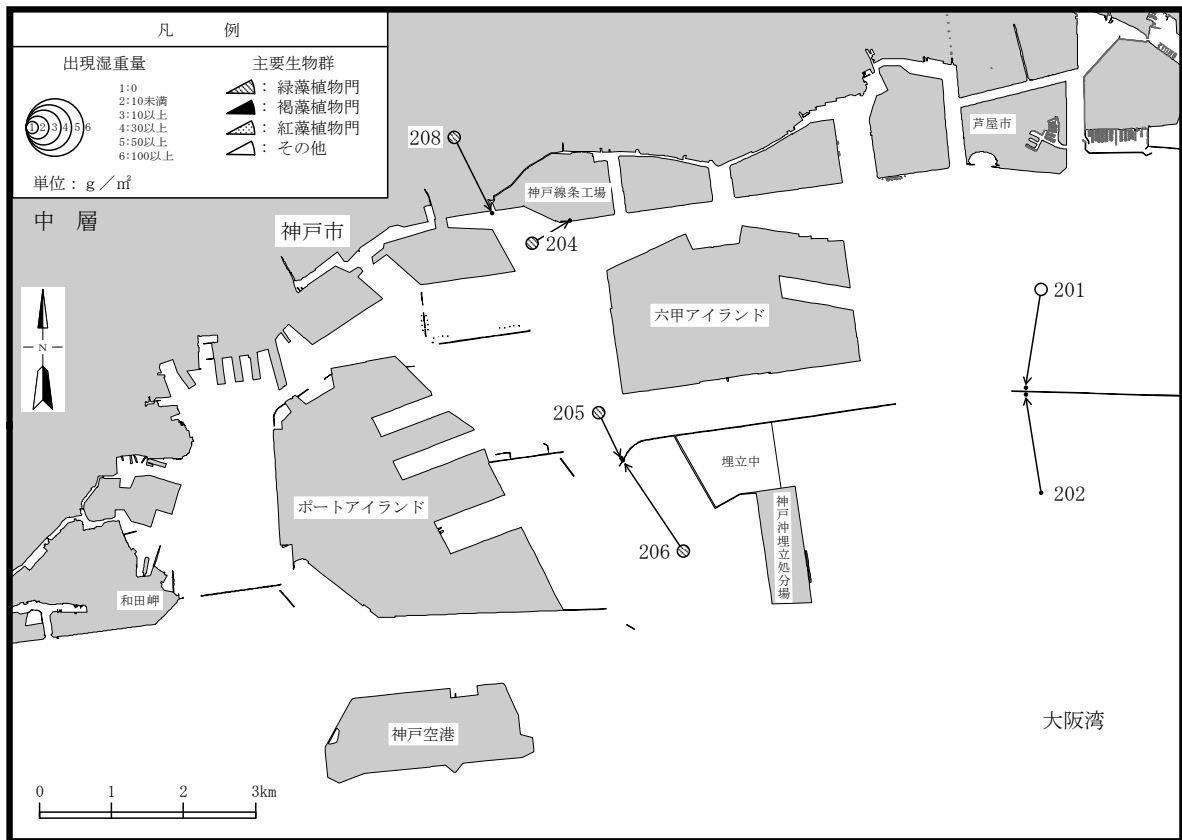 凡 例
出現湿重量
1:0
2:10未満
3:10以上
4:30以上
5:50以上
6:100以上
1 2 3 4 5 6
単位：ｇ／㎡
主要生物群
：緑藻植物門
：褐藻植物門
：紅藻植物門
：その他
中 層
208
神戸市
神戸線条工場
204
芦屋市
N
六甲アイランド
201
205
埋立中
ポートアイランド
神戸沖埋立処分場
202
206
和田岬
神戸空港
大阪湾
0 1 2 3km